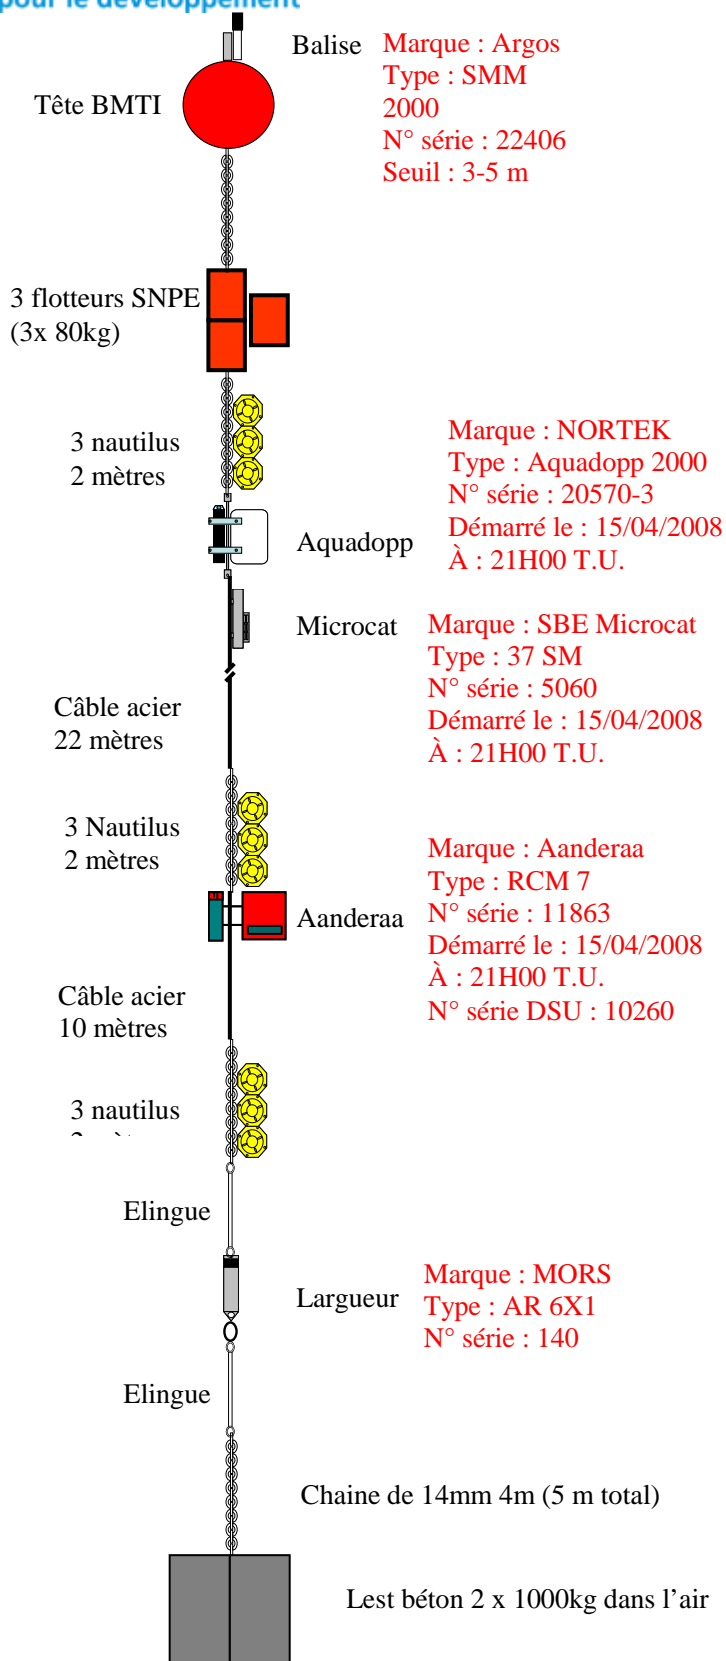 pour le développement
Balise
Marque : Argos
Type : SMM
2000
N° série : 22406
Seuil : 3-5 m
Tête BMTI
3 flotteurs SNPE
(3x 80kg)
3 nautilus
2 mètres
Marque : NORTEK
Type : Aquadopp 2000
N° série : 20570-3
Démarré le : 15/04/2008
À : 21H00 T.U.
Aquadopp
Microcat
Marque : SBE Microcat
Type : 37 SM
N° série : 5060
Démarré le : 15/04/2008
À : 21H00 T.U.
Câble acier
22 mètres
3 Nautilus
2 mètres
Marque : Aanderaa
Type : RCM 7
N° série : 11863
Démarré le : 15/04/2008
À : 21H00 T.U.
N° série DSU : 10260
Aanderaa
Câble acier
10 mètres
3 nautilus
Elingue
Largueur
Marque : MORS
Type : AR 6X1
N° série : 140
Elingue
Chaine de 14mm 4m (5 m total)
Lest béton 2 x 1000kg dans l’air